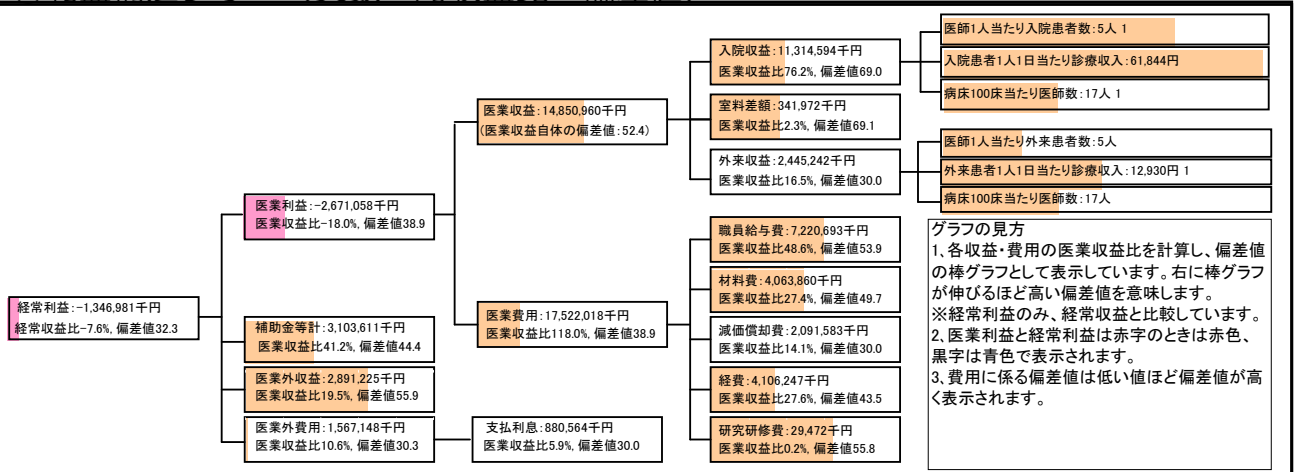 経常利益:-1,346,981千円
経常収比-7.6%, 偏差値32.3
医業利益:-2,671,058千円
医業収益比-18.0%, 偏差値38.9
補助金等計:3,103,611千円
医業収益比41.2%, 偏差値44.4
医業外収益:2,891,225千円
医業収益比19.5%, 偏差値55.9
医業外費用:1,567,148千円
医業収益比10.6%, 偏差値30.3
支払利息:880,564千円
医業収益比5.9%, 偏差値30.0
医業収益:14,850,960千円
(医業収益自体の偏差値:52.4)
医業費用:17,522,018千円
医業収益比118.0%, 偏差値38.9
入院収益:11,314,594千円
医業収益比76.2%, 偏差値69.0
室料差額:341,972千円
医業収益比2.3%, 偏差値69.1
外来収益:2,445,242千円
医業収益比16.5%, 偏差値30.0
職員給与費:7,220,693千円
医業収益比48.6%, 偏差値53.9
材料費:4,063,860千円
医業収益比27.4%, 偏差値49.7
減価償却費:2,091,583千円
医業収益比14.1%, 偏差値30.0
経費:4,106,247千円
医業収益比27.6%, 偏差値43.5
研究研修費:29,472千円
医業収益比0.2%, 偏差値55.8
医師1人当たり入院患者数:5人 1
入院患者1人1日当たり診療収入:61,844円
病床100床当たり医師数:17人 1
医師1人当たり外来患者数:5人
外来患者1人1日当たり診療収入:12,930円 1
病床100床当たり医師数:17人
グラフの見方
1、各収益・費用の医業収益比を計算し、偏差値
の棒グラフとして表示しています。右に棒グラフ
が伸びるほど高い偏差値を意味します。
※経常利益のみ、経常収益と比較しています。
2、医業利益と経常利益は赤字のときは赤色、
黒字は青色で表示されます。
3、費用に係る偏差値は低い値ほど偏差値が高
く表示されます。